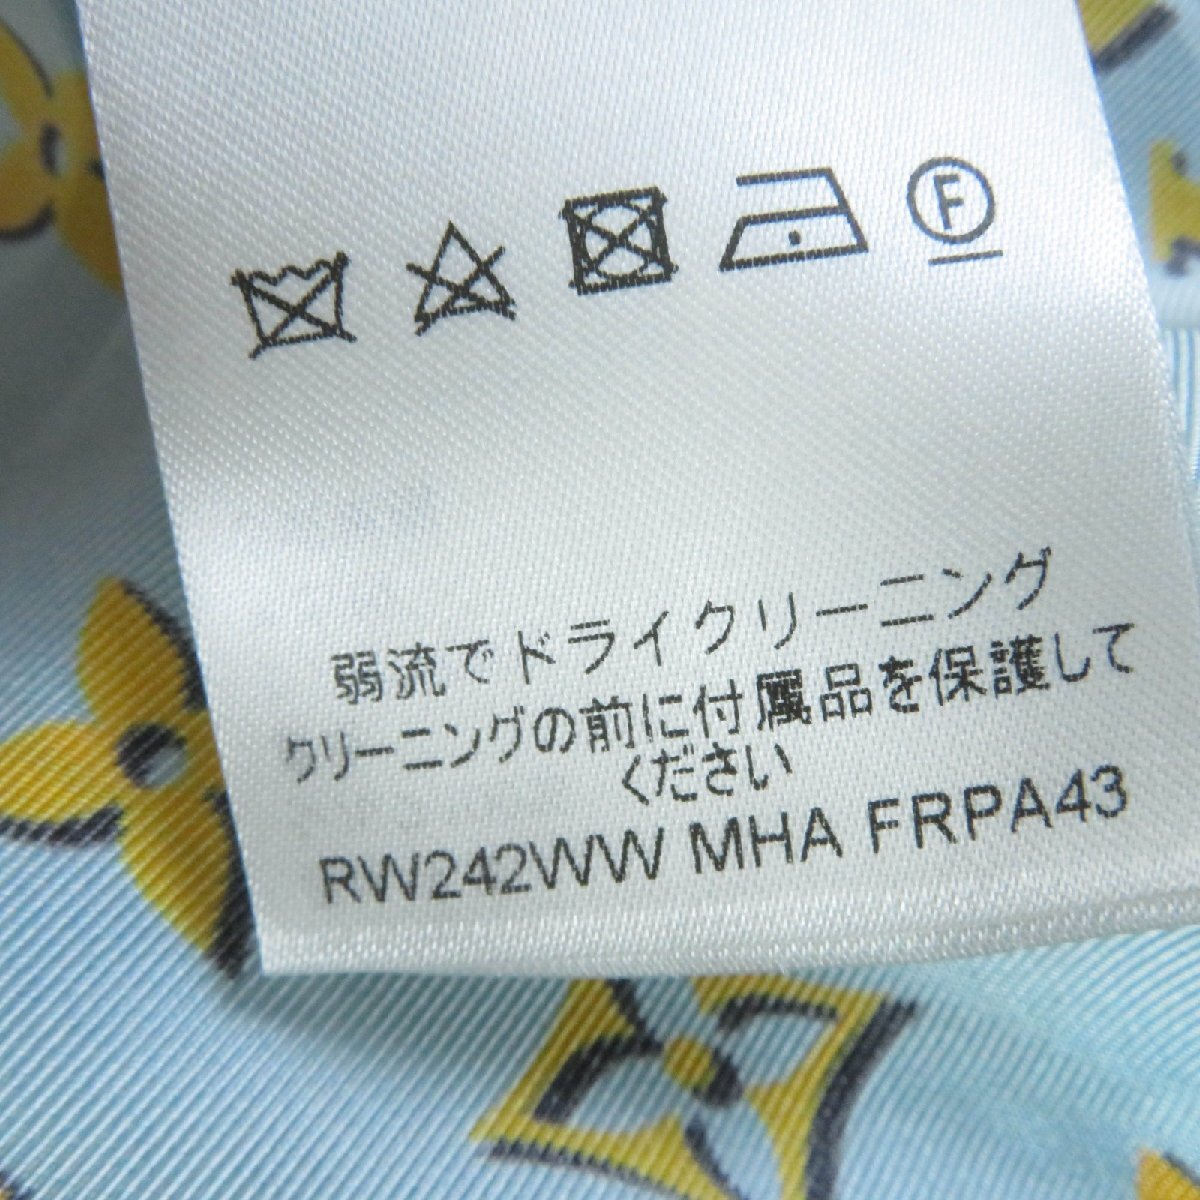 F
弱流でドライクリーニング
クリーニングの前に付属品を保護して
ください
RW242WW MHA FRPA43